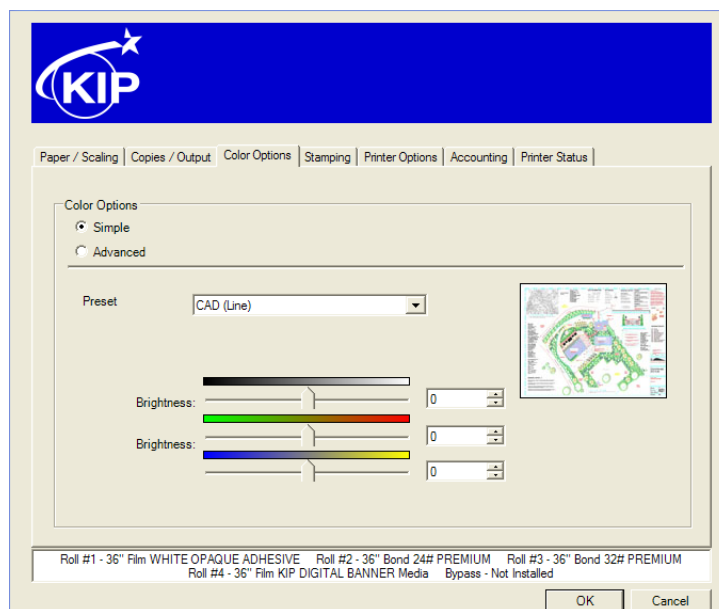 KIP
Paper / Scaling Copies / Output Color Options Stamping Printer Options Accounting Printer Status
Color Options
Simple
Advanced
Preset CAD (Line)
Brightness: 0
Brightness: 0
0
Roll #1 - 36" Film WHITE OPAQUE ADHESIVE Roll #2 - 36" Bond 24# PREMIUM Roll #3 - 36" Bond 32# PREMIUM
Roll #4 - 36" Film KIP DIGITAL BANNER Media Bypass - Not Installed
OK Cancel